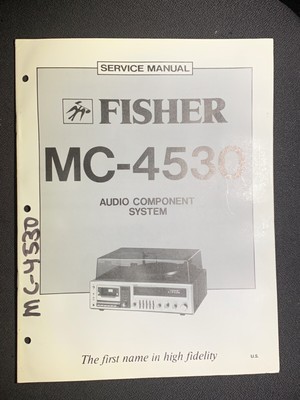 SERVICE MANUAL
FISHER
MC-4530
AUDIO COMPONENT
SYSTEM
MC-4530
The first name in high fidelity
U.S.